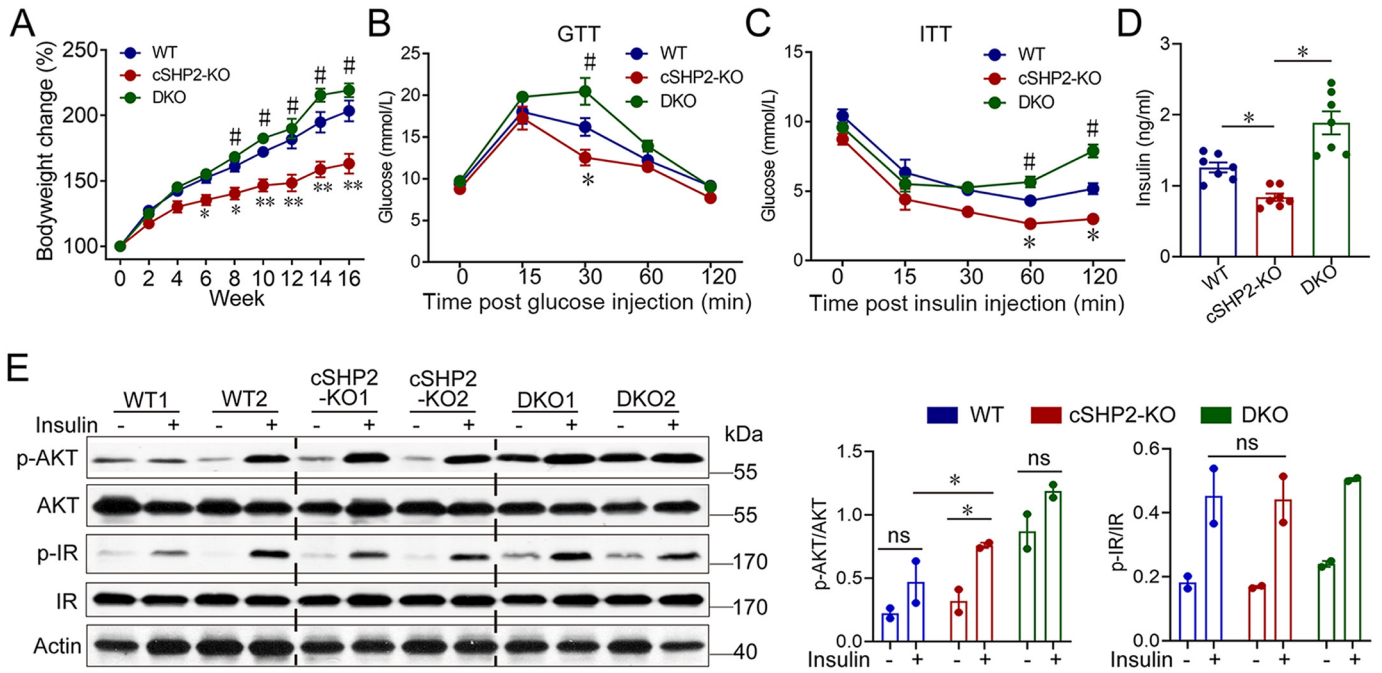 A
Bodyweight change (%)
250
200
150
100
WT
cSHP2-KO
DKO
# # # # #
* * ** ** ** **
0 2 4 6 8 10 12 14 16
Week
B
GTT
Glucose (mmol/L)
25
20
15
10
5
0
WT
cSHP2-KO
DKO
#
*
0 15 30 60 120
Time post glucose injection (min)
C
ITT
Glucose (mmol/L)
15
10
5
0
WT
cSHP2-KO
DKO
# #
* *
0 15 30 60 120
Time post insulin injection (min)
D
Insulin (ng/ml)
3
2
1
0
*
*
WT cSHP2-KO DKO
E
WT1 WT2 cSHP2 -KO1 cSHP2 -KO2 DKO1 DKO2
Insulin - + - + - + - + - + - +
kDa
p-AKT 55
AKT 55
p-IR 170
IR 170
Actin 40
WT cSHP2-KO DKO
p-AKT/AKT
1.5
1.0
0.5
0.0
ns * * ns
Insulin - + - + - +
p-IR/IR
0.6
0.4
0.2
0.0
ns
Insulin - + - + - +